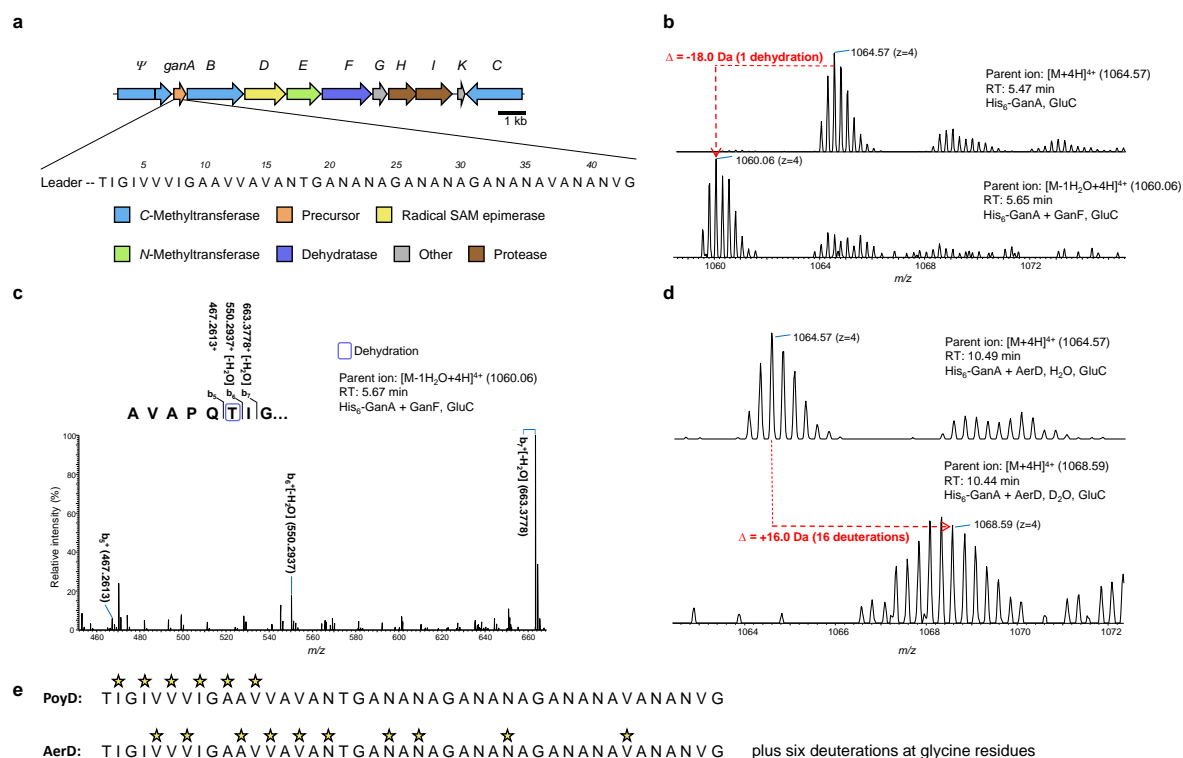 a
Ψ ganA B D E F G H I K C
1 kb
5 10 15 20 25 30 35 40
Leader -- T I G I V V V I G A A V V A V A N T G A N A N A G A N A N A G A N A N A V A N A N V G
C-Methyltransferase Precursor Radical SAM epimerase
N-Methyltransferase Dehydratase Other Protease
b
Δ = -18.0 Da (1 dehydration)
1064.57 (z=4)
Parent ion: [M+4H]⁴⁺ (1064.57)
RT: 5.47 min
His₆-GanA, GluC
1060.06 (z=4)
Parent ion: [M-1H₂O+4H]⁴⁺ (1060.06)
RT: 5.65 min
His₆-GanA + GanF, GluC
1060 1064 1068 1072
m/z
c
467.2613⁺
550.2937⁺ [-H₂O]
663.3778⁺ [-H₂O]
b₅ b₆ b₇
A V A P Q T I G...
Dehydration
Parent ion: [M-1H₂O+4H]⁴⁺ (1060.06)
RT: 5.67 min
His₆-GanA + GanF, GluC
Relative intensity (%)
100
80
60
40
20
0
b₅⁺ (467.2613)
b₆⁺[-H₂O] (550.2937)
b₇⁺[-H₂O] (663.3778)
460 480 500 520 540 560 580 600 620 640 660
m/z
d
1064.57 (z=4)
Parent ion: [M+4H]⁴⁺ (1064.57)
RT: 10.49 min
His₆-GanA + AerD, H₂O, GluC
Parent ion: [M+4H]⁴⁺ (1068.59)
RT: 10.44 min
His₆-GanA + AerD, D₂O, GluC
1068.59 (z=4)
Δ = +16.0 Da (16 deuterations)
1064 1066 1068 1070 1072
m/z
e
PoyD: T I G I V V V I G A A V V A V A N T G A N A N A G A N A N A G A N A N A V A N A N V G
AerD: T I G I V V V I G A A V V A V A N T G A N A N A G A N A N A G A N A N A V A N A N V G plus six deuterations at glycine residues